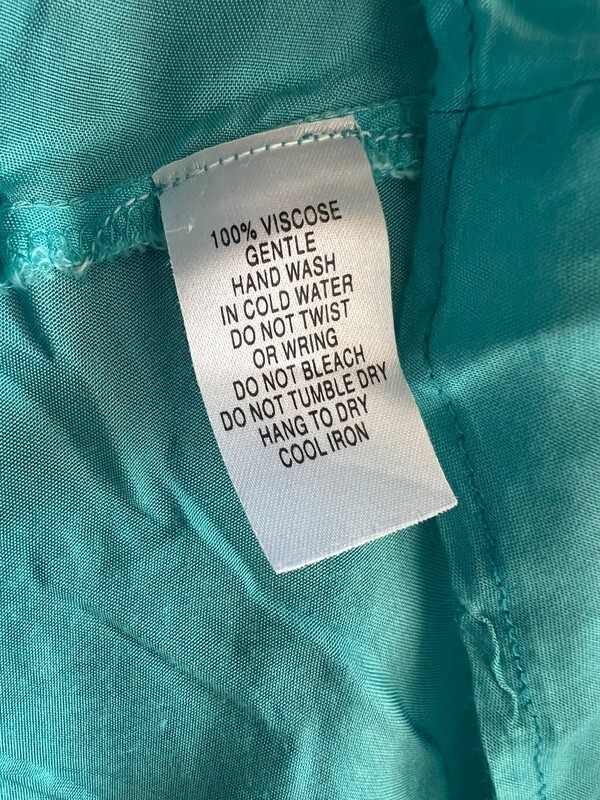 100% VISCOSE
GENTLE
HAND WASH
IN COLD WATER
DO NOT TWIST
OR WRING
DO NOT BLEACH
DO NOT TUMBLE DRY
HANG TO DRY
COOL IRON